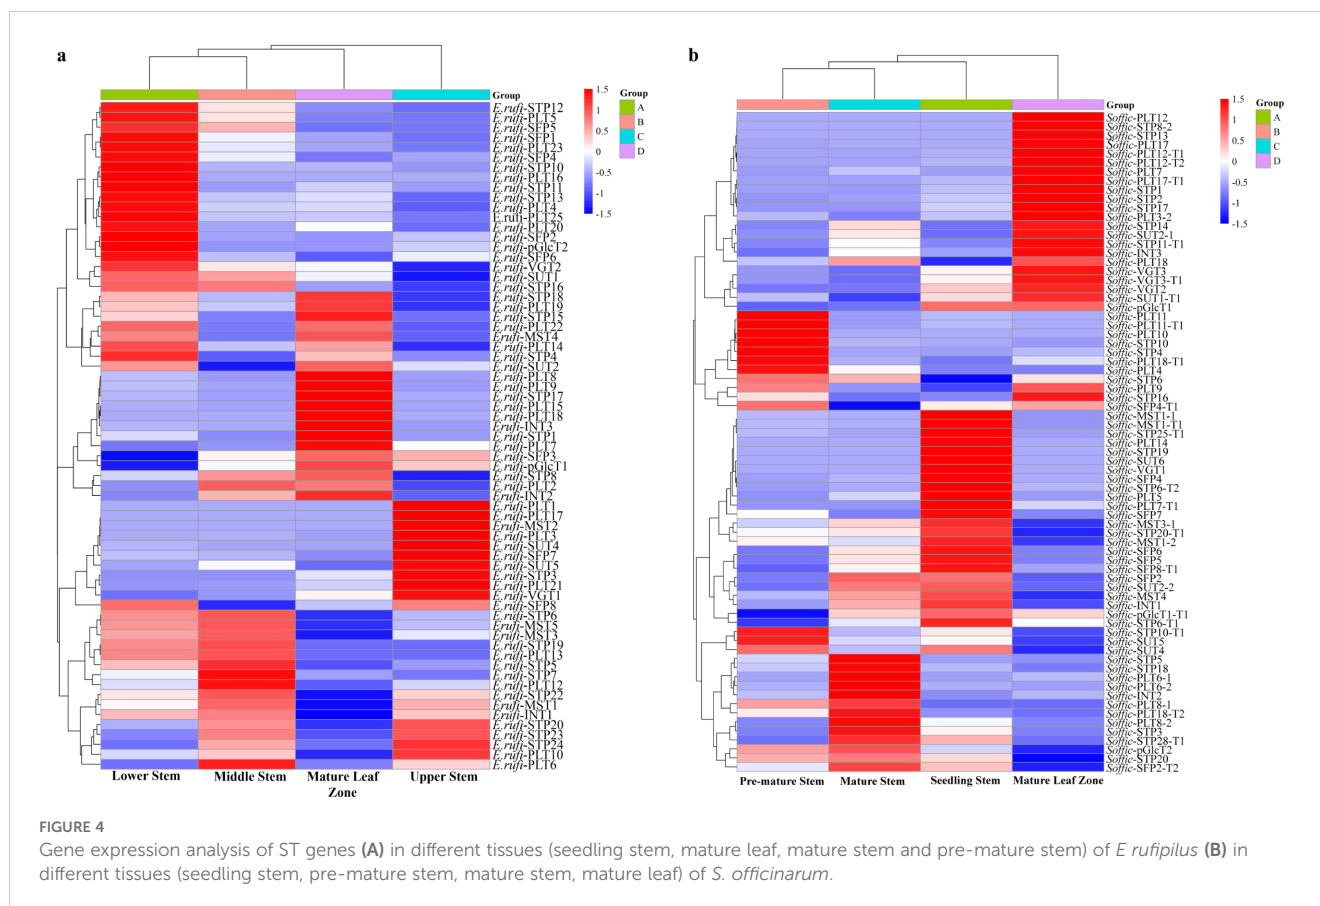 a
Group
E.rufi-STP12
E.rufi-PLT5
E.rufi-SFP5
E.rufi-SFP1
E.rufi-PLT23
E.rufi-SFP4
E.rufi-STP10
E.rufi-PLT16
E.rufi-STP11
E.rufi-STP13
E.rufi-PLT4
E.rufi-PLT25
E.rufi-PLT20
E.rufi-SFP2
E.rufi-pGlcT2
E.rufi-SFP6
E.rufi-VGT2
E.rufi-SUT1
E.rufi-STP16
E.rufi-STP18
E.rufi-PLT19
E.rufi-STP15
E.rufi-PLT22
Erufi-MST4
E.rufi-PLT14
E.rufi-STP4
E.rufi-SUT2
E.rufi-PLT8
E.rufi-PLT9
E.rufi-STP17
E.rufi-PLT15
E.rufi-PLT18
Erufi-INT3
E.rufi-STP1
E.rufi-PLT7
E.rufi-SFP3
E.rufi-pGlcT1
E.rufi-STP8
E.rufi-PLT2
Erufi-INT2
E.rufi-PLT1
E.rufi-PLT17
Erufi-MST2
E.rufi-PLT3
E.rufi-SUT4
E.rufi-SFP7
E.rufi-SUT5
E.rufi-STP3
E.rufi-PLT21
E.rufi-VGT1
E.rufi-SFP8
E.rufi-STP6
Erufi-MST5
Erufi-MST3
E.rufi-STP19
E.rufi-PLT13
E.rufi-STP5
E.rufi-STP7
E.rufi-PLT12
E.rufi-STP22
Erufi-MST1
Erufi-INT1
E.rufi-STP20
E.rufi-STP23
E.rufi-STP24
E.rufi-PLT10
E.rufi-PLT6
Lower Stem
Middle Stem
Mature Leaf
Zone
Upper Stem
1.5
1
0.5
0
-0.5
-1
-1.5
Group
A
B
C
D
b
Group
Soffic-PLT12
Soffic-STP8-2
Soffic-STP13
Soffic-PLT17
Soffic-PLT12-T1
Soffic-PLT12-T2
Soffic-PLT7
Soffic-PLT17-T1
Soffic-STP1
Soffic-STP2
Soffic-STP17
Soffic-PLT3-2
Soffic-STP14
Soffic-SUT2-1
Soffic-STP11-T1
Soffic-INT3
Soffic-PLT18
Soffic-VGT3
Soffic-VGT3-T1
Soffic-VGT2
Soffic-SUT1-T1
Soffic-pGlcT1
Soffic-PLT11
Soffic-PLT11-T1
Soffic-PLT10
Soffic-STP10
Soffic-STP4
Soffic-PLT18-T1
Soffic-PLT4
Soffic-STP6
Soffic-PLT9
Soffic-STP16
Soffic-SFP4-T1
Soffic-MST1-1
Soffic-MST1-T1
Soffic-STP25-T1
Soffic-PLT14
Soffic-STP19
Soffic-SUT6
Soffic-VGT1
Soffic-SFP4
Soffic-STP6-T2
Soffic-PLT5
Soffic-PLT7-T1
Soffic-SFP7
Soffic-MST3-1
Soffic-STP20-T1
Soffic-MST1-2
Soffic-SFP6
Soffic-SFP5
Soffic-SFP8-T1
Soffic-SFP2
Soffic-SUT2-2
Soffic-MST4
Soffic-INT1
Soffic-pGlcT1-T1
Soffic-STP6-T1
Soffic-STP10-T1
Soffic-SUT5
Soffic-SUT4
Soffic-STP5
Soffic-STP18
Soffic-PLT6-1
Soffic-PLT6-2
Soffic-INT2
Soffic-PLT8-1
Soffic-PLT18-T2
Soffic-PLT8-2
Soffic-STP3
Soffic-STP28-T1
Soffic-pGlcT2
Soffic-STP20
Soffic-SFP2-T2
Pre-mature Stem
Mature Stem
Seedling Stem
Mature Leaf Zone
1.5
1
0.5
0
-0.5
-1
-1.5
Group
A
B
C
D
FIGURE 4
Gene expression analysis of ST genes (A) in different tissues (seedling stem, mature leaf, mature stem and pre-mature stem) of E rufipilus (B) in
different tissues (seedling stem, pre-mature stem, mature stem, mature leaf) of S. officinarum.